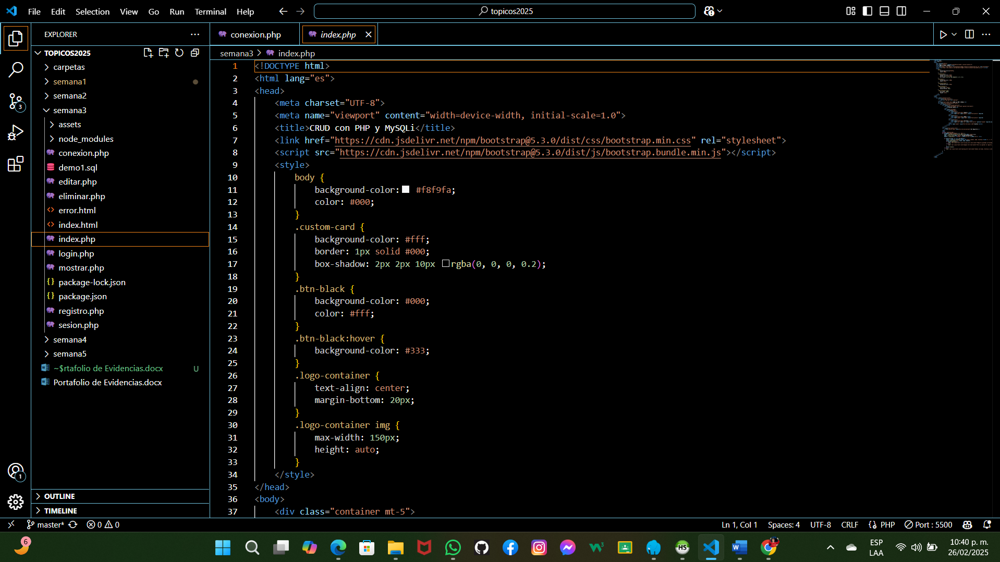 File Edit Selection View Go Run Terminal Help
topicos2025
EXPLORER
TOPICOS2025
carpetas
semana1
semana2
semana3
assets
node_modules
conexion.php
demo1.sql
editar.php
eliminar.php
error.html
index.html
index.php
login.php
mostrar.php
package-lock.json
package.json
registro.php
sesion.php
semana4
semana5
~$rtafolio de Evidencias.docx U
Portafolio de Evidencias.docx
OUTLINE
TIMELINE
3
1
conexion.php
index.php
semana3 > index.php
1 <!DOCTYPE html>
2 <html lang="es">
3 <head>
4 <meta charset="UTF-8">
5 <meta name="viewport" content="width=device-width, initial-scale=1.0">
6 <title>CRUD con PHP y MySQLi</title>
7 <link href="https://cdn.jsdelivr.net/npm/bootstrap@5.3.0/dist/css/bootstrap.min.css" rel="stylesheet">
8 <script src="https://cdn.jsdelivr.net/npm/bootstrap@5.3.0/dist/js/bootstrap.bundle.min.js"></script>
9 <style>
10 body {
11 background-color: #f8f9fa;
12 color: #000;
13 }
14 .custom-card {
15 background-color: #fff;
16 border: 1px solid #000;
17 box-shadow: 2px 2px 10px rgba(0, 0, 0, 0.2);
18 }
19 .btn-black {
20 background-color: #000;
21 color: #fff;
22 }
23 .btn-black:hover {
24 background-color: #333;
25 }
26 .logo-container {
27 text-align: center;
28 margin-bottom: 20px;
29 }
30 .logo-container img {
31 max-width: 150px;
32 height: auto;
33 }
34 </style>
35 </head>
36 <body>
37 <div class="container mt-5">
master* 0 0
Ln 1, Col 1 Spaces: 4 UTF-8 CRLF PHP Port : 5500
6
HS
ESP
LAA
10:40 p. m.
26/02/2025